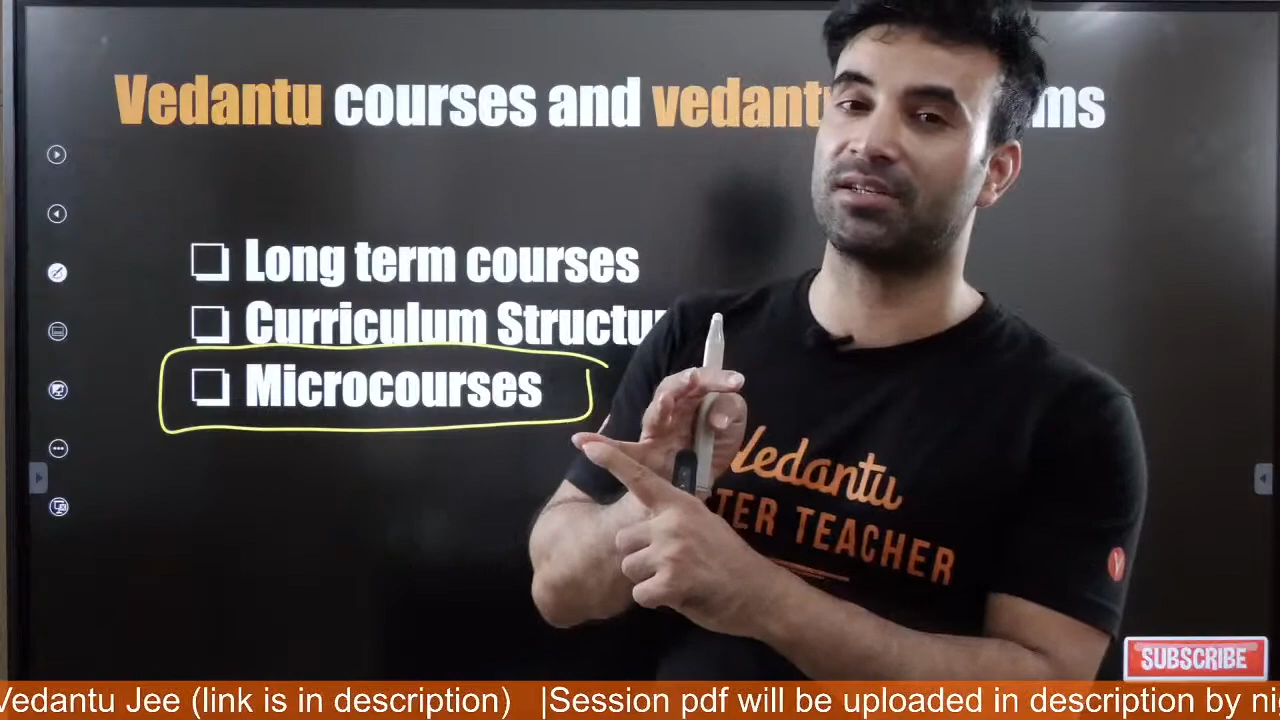 Vedantu courses and vedant ms
Long term courses
Curriculum Structu
Microcourses
Vedantu
TER TEACHER
V
SUBSCRIBE
Vedantu Jee (link is in description) |Session pdf will be uploaded in description by ni